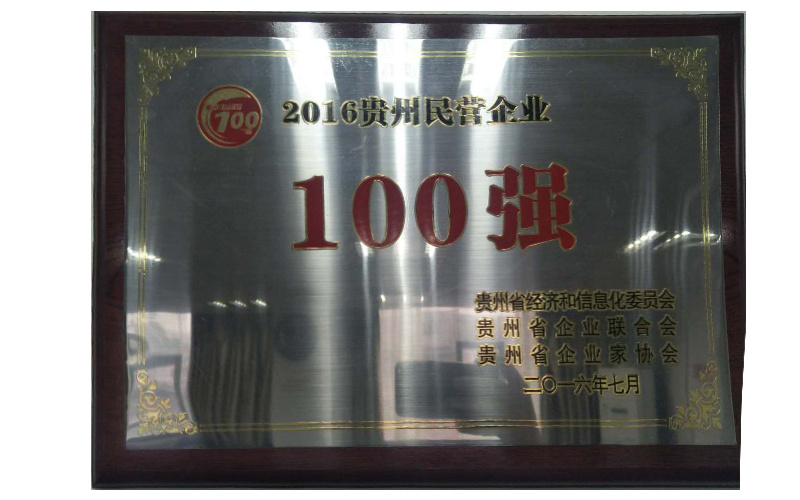 2016贵州民营企业
100
100强
贵州省经济和信息化委员会
贵州省企业联合会
贵州省企业家协会
二〇一六年七月